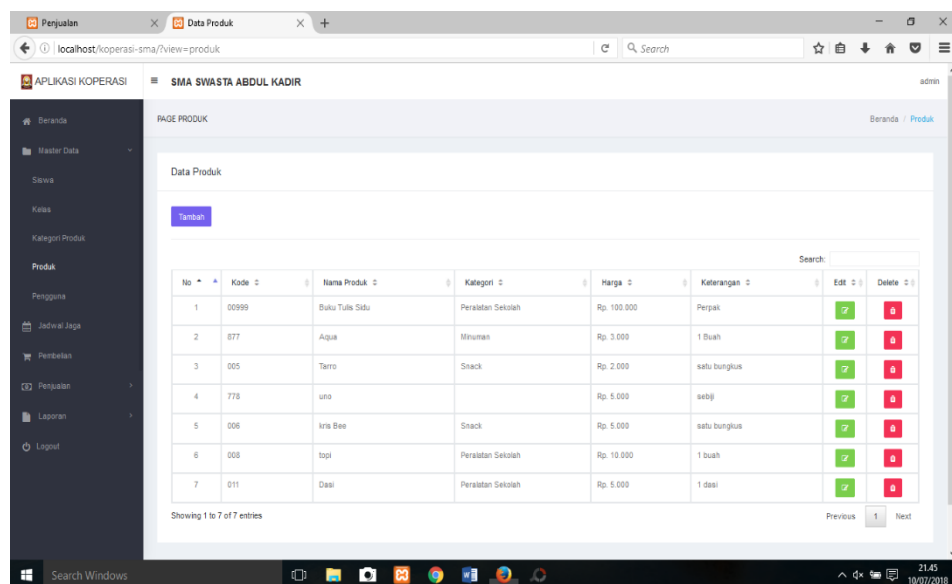 Penjualan
Data Produk
localhost/koperasi-sma/?view=produk
Search
APLIKASI KOPERASI
SMA SWASTA ABDUL KADIR
admin
Beranda
Master Data
Siswa
Kelas
Kategori Produk
Produk
Pengguna
Jadwal Jaga
Pembelian
Penjualan
Laporan
Logout
PAGE PRODUK
Beranda / Produk
Data Produk
Tambah
Search:
No Kode Nama Produk Kategori Harga Keterangan Edit Delete
1 00999 Buku Tulis Sidu Peralatan Sekolah Rp. 100.000 Perpak
2 877 Aqua Minuman Rp. 3.000 1 Buah
3 005 Tarro Snack Rp. 2.000 satu bungkus
4 778 uno Rp. 5.000 sebiji
5 006 kris Bee Snack Rp. 5.000 satu bungkus
6 008 topi Peralatan Sekolah Rp. 10.000 1 buah
7 011 Dasi Peralatan Sekolah Rp. 5.000 1 dasi
Showing 1 to 7 of 7 entries
Previous 1 Next
Search Windows
21.45
10/07/2018